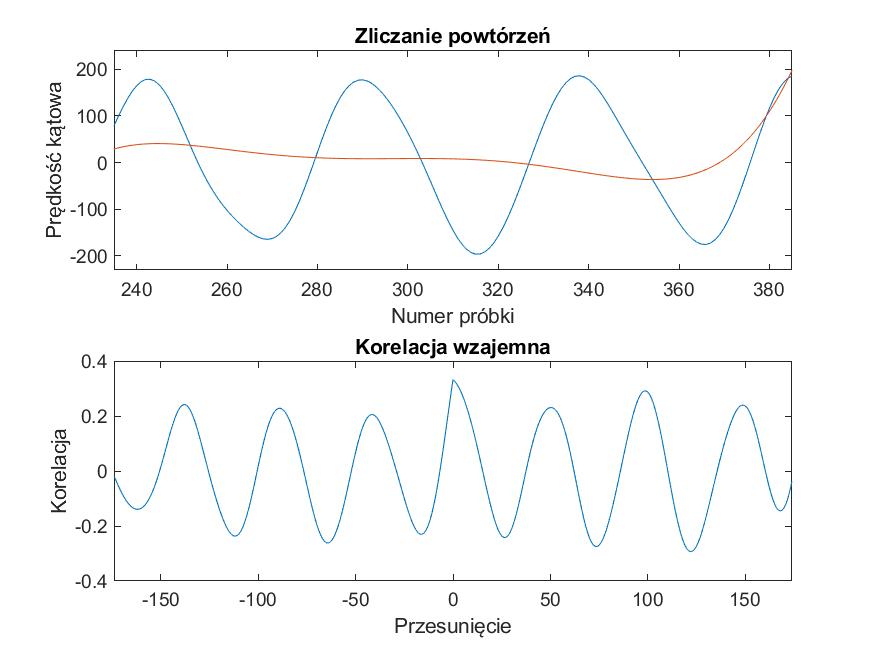 Zliczanie powtórzeń
200
100
0
-100
-200
Prędkość kątowa
240 260 280 300 320 340 360 380
Numer próbki
Korelacja wzajemna
0.4
0.2
0
-0.2
-0.4
Korelacja
-150 -100 -50 0 50 100 150
Przesunięcie